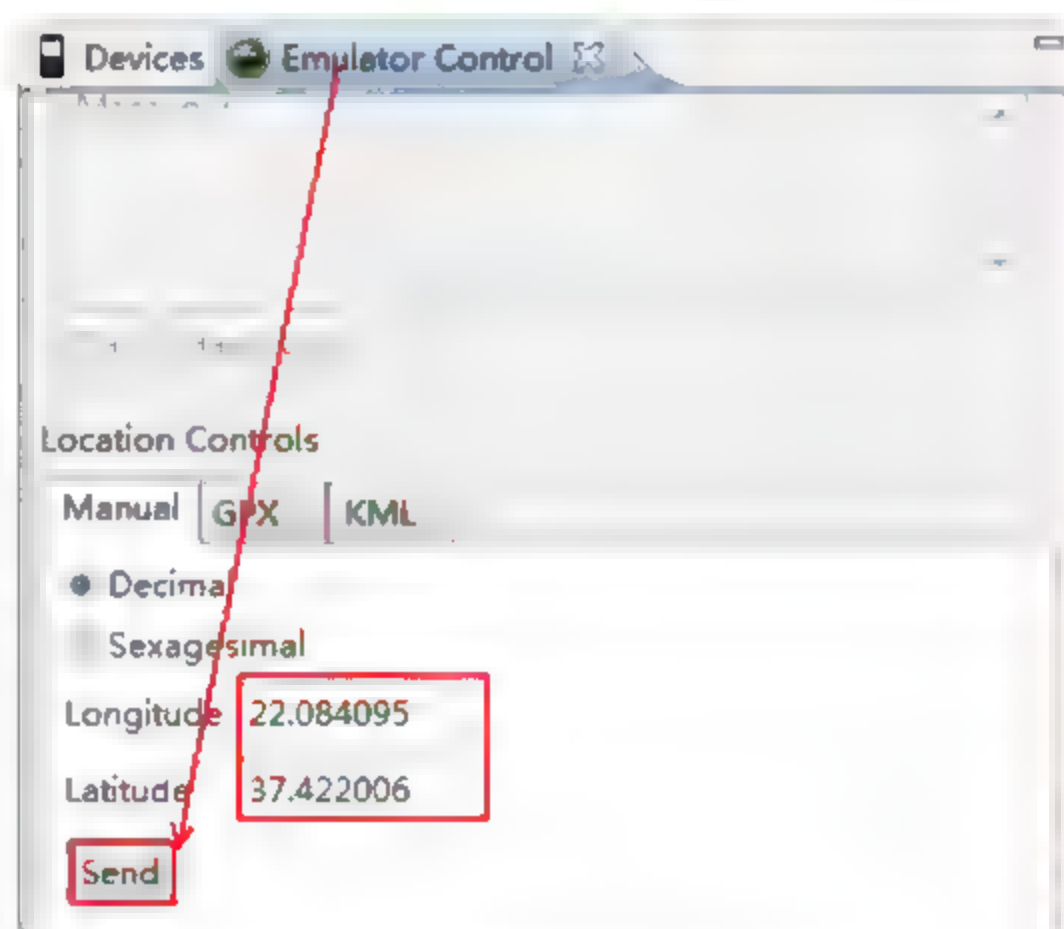 Devices Emulator Control
Location Controls
Manual GPX KML
Decimal
Sexagesimal
Longitude 22.084095
Latitude 37.422006
Send